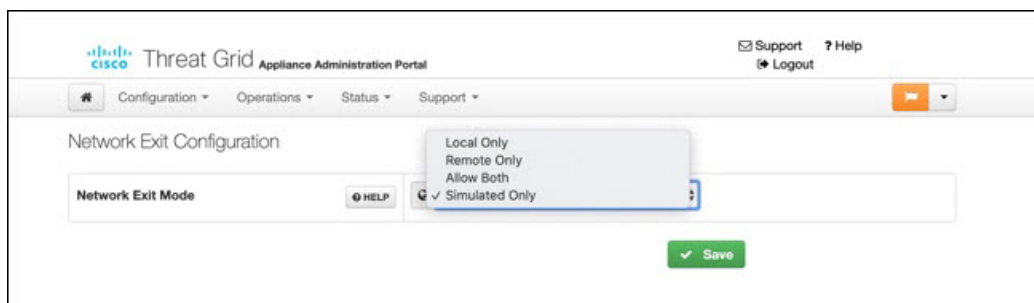 Support ? Help
cisco Threat Grid Appliance Administration Portal
Logout
Configuration Operations Status Support
Network Exit Configuration
Local Only
Remote Only
Allow Both
Network Exit Mode HELP ✓ Simulated Only
✓ Save